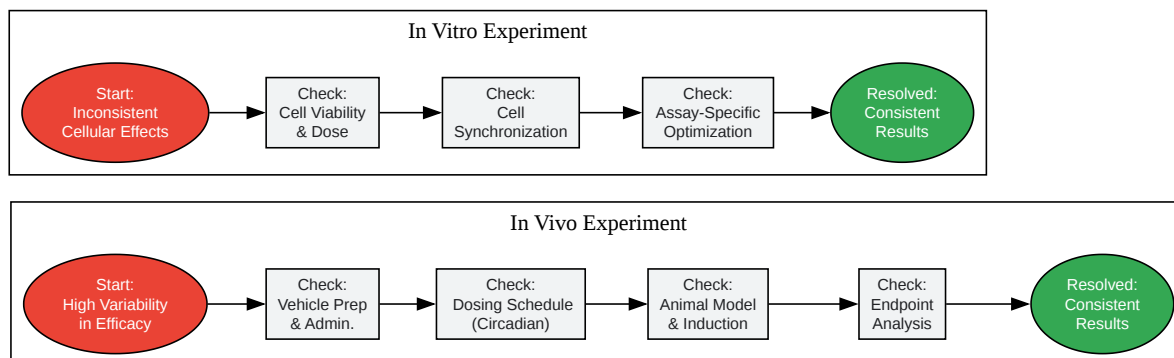 In Vitro Experiment
Start:
Inconsistent
Cellular Effects
Check:
Cell Viability
& Dose
Check:
Cell
Synchronization
Check:
Assay-Specific
Optimization
Resolved:
Consistent
Results
In Vivo Experiment
Start:
High Variability
in Efficacy
Check:
Vehicle Prep
& Admin.
Check:
Dosing Schedule
(Circadian)
Check:
Animal Model
& Induction
Check:
Endpoint
Analysis
Resolved:
Consistent
Results